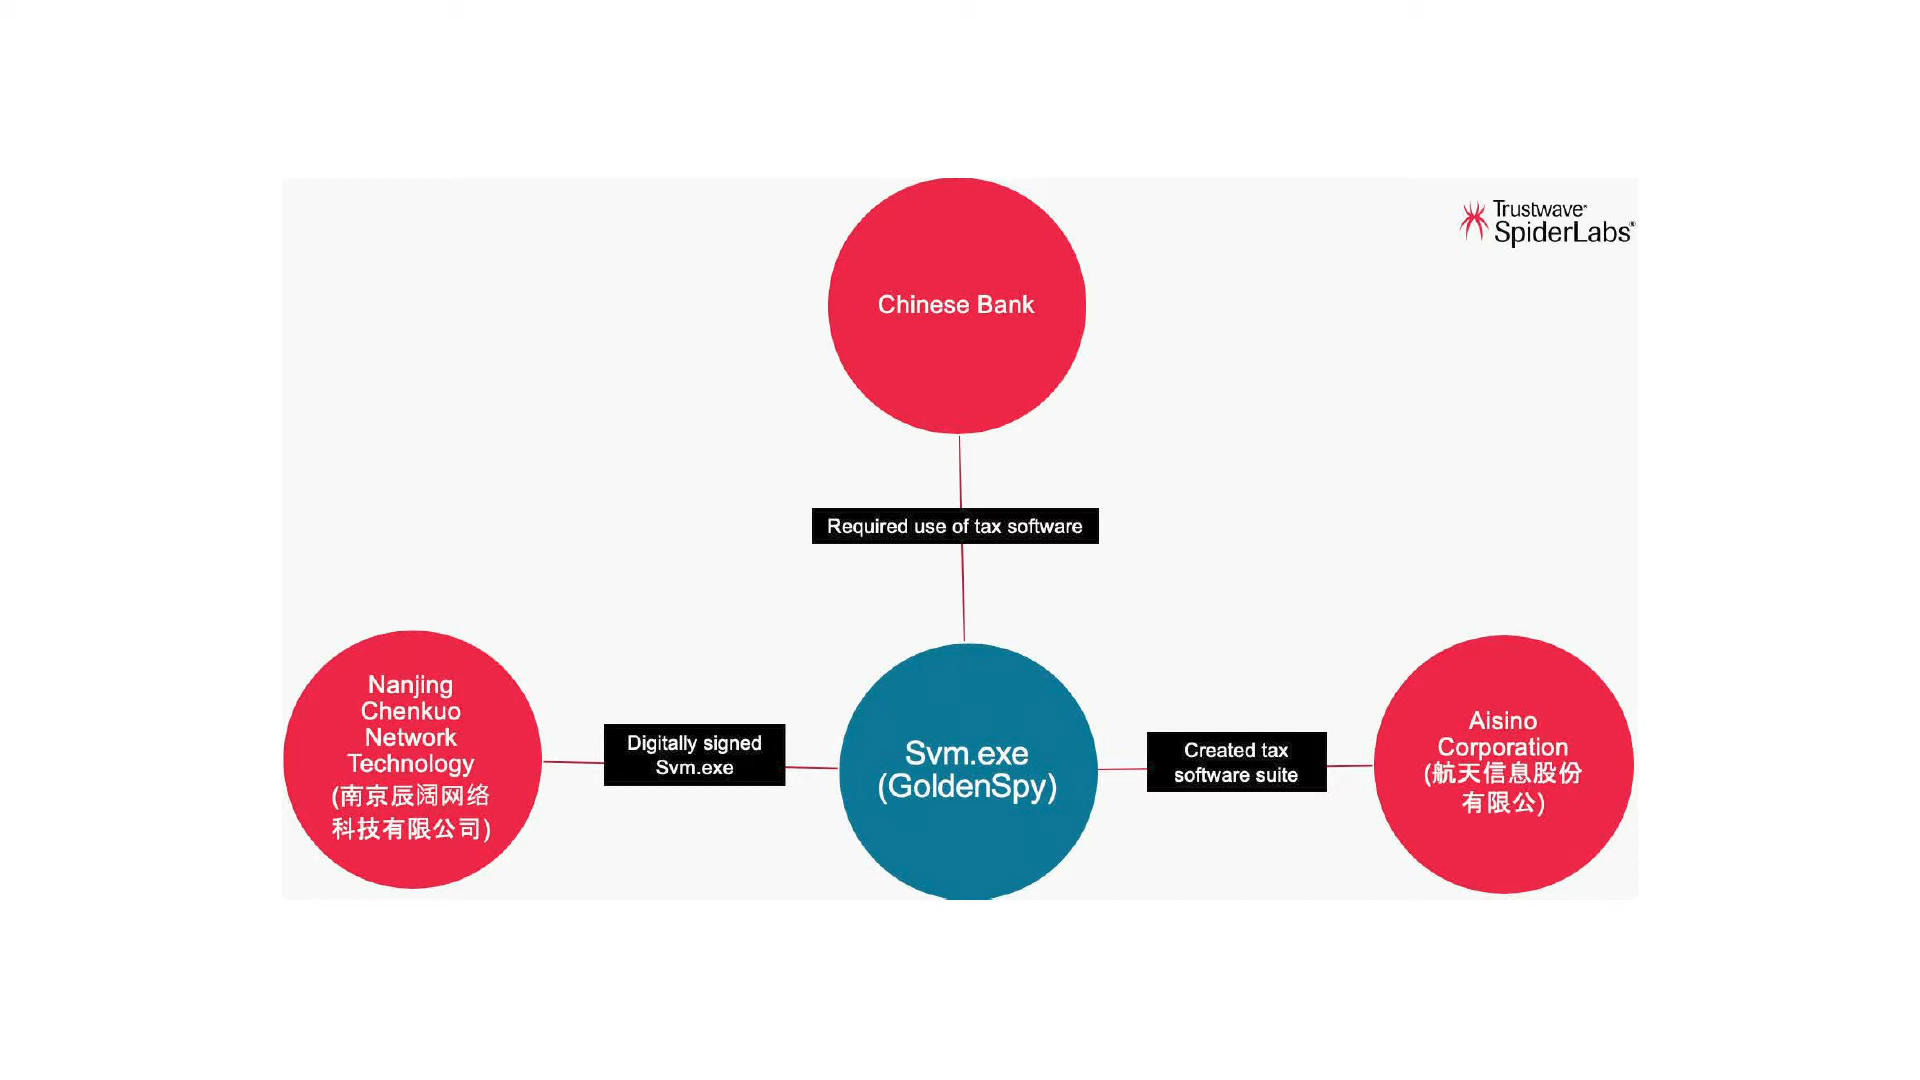 Trustwave®
SpiderLabs®
Chinese Bank
Required use of tax software
Nanjing
Chenkuo
Network
Technology
(南京辰阔网络
科技有限公司)
Digitally signed
Svm.exe
Svm.exe
(GoldenSpy)
Created tax
software suite
Aisino
Corporation
(航天信息股份
有限公)